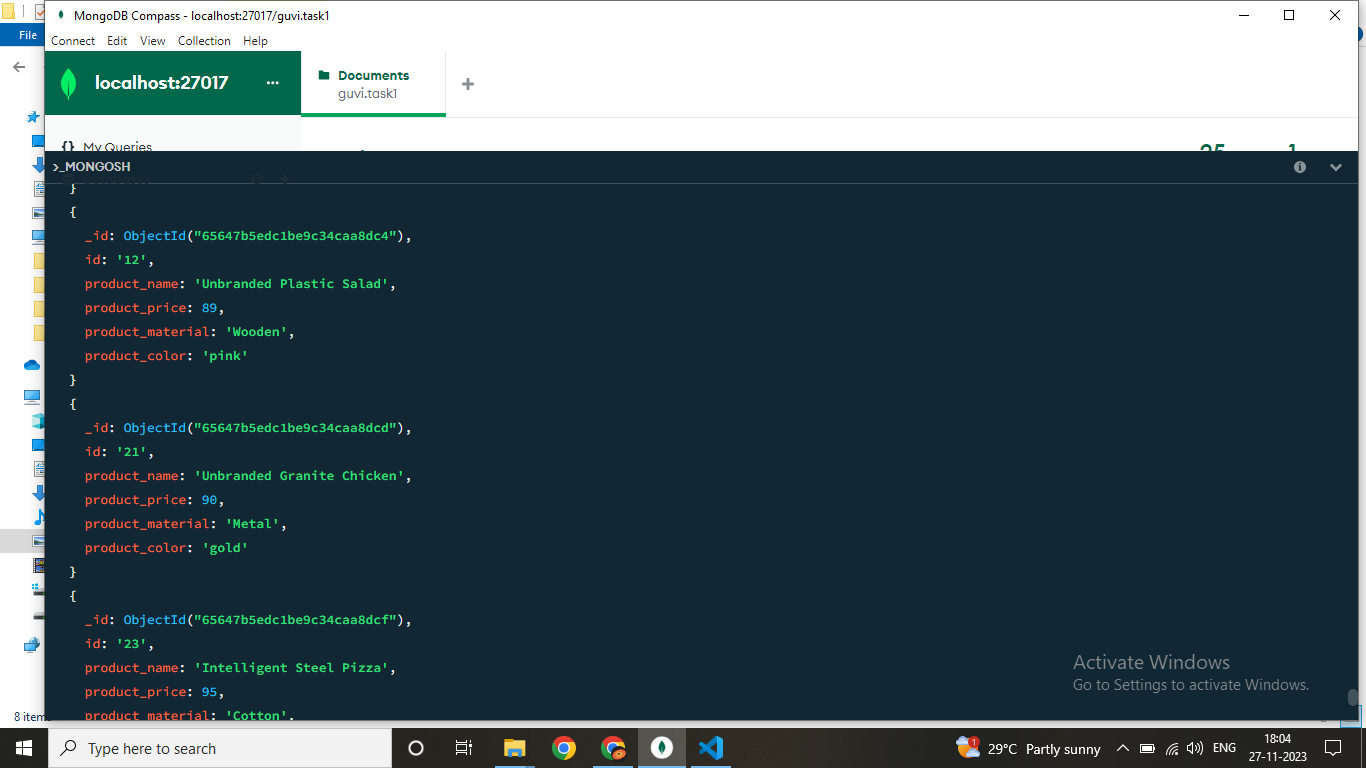 MongoDB Compass - localhost:27017/guvi.task1
File
Connect Edit View Collection Help
localhost:27017 ...
Documents
guvi.task1
+
{} My Queries
25 1
>_MONGOSH
}
{
_id: ObjectId("65647b5edc1be9c34caa8dc4"),
id: '12',
product_name: 'Unbranded Plastic Salad',
product_price: 89,
product_material: 'Wooden',
product_color: 'pink'
}
{
_id: ObjectId("65647b5edc1be9c34caa8dcd"),
id: '21',
product_name: 'Unbranded Granite Chicken',
product_price: 90,
product_material: 'Metal',
product_color: 'gold'
}
{
_id: ObjectId("65647b5edc1be9c34caa8dcf"),
id: '23',
product_name: 'Intelligent Steel Pizza',
product_price: 95,
product_material: 'Cotton',
Activate Windows
Go to Settings to activate Windows.
8 item
Type here to search
1
29°C Partly sunny
ENG
18:04
27-11-2023